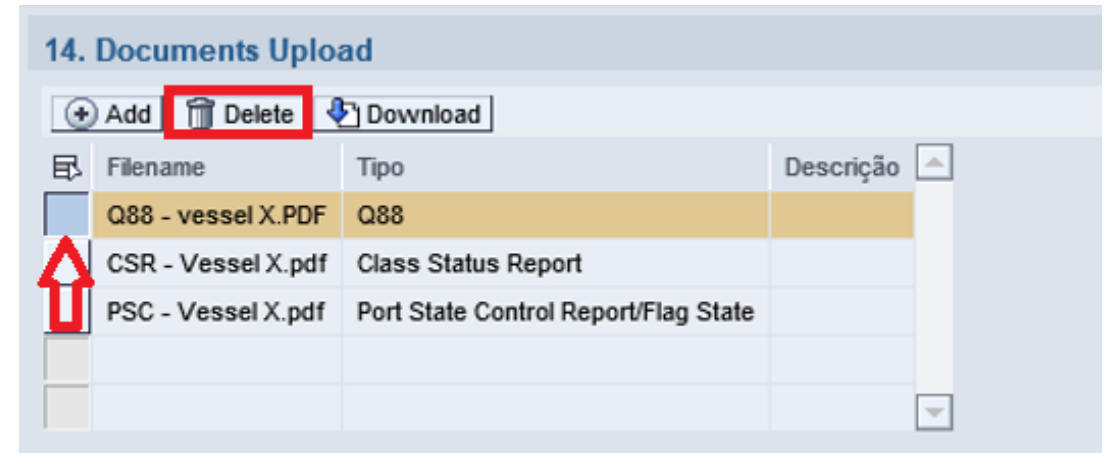 14. Documents Upload
Add Delete Download
Filename Tipo Descrição
Q88 - vessel X.PDF Q88
CSR - Vessel X.pdf Class Status Report
PSC - Vessel X.pdf Port State Control Report/Flag State